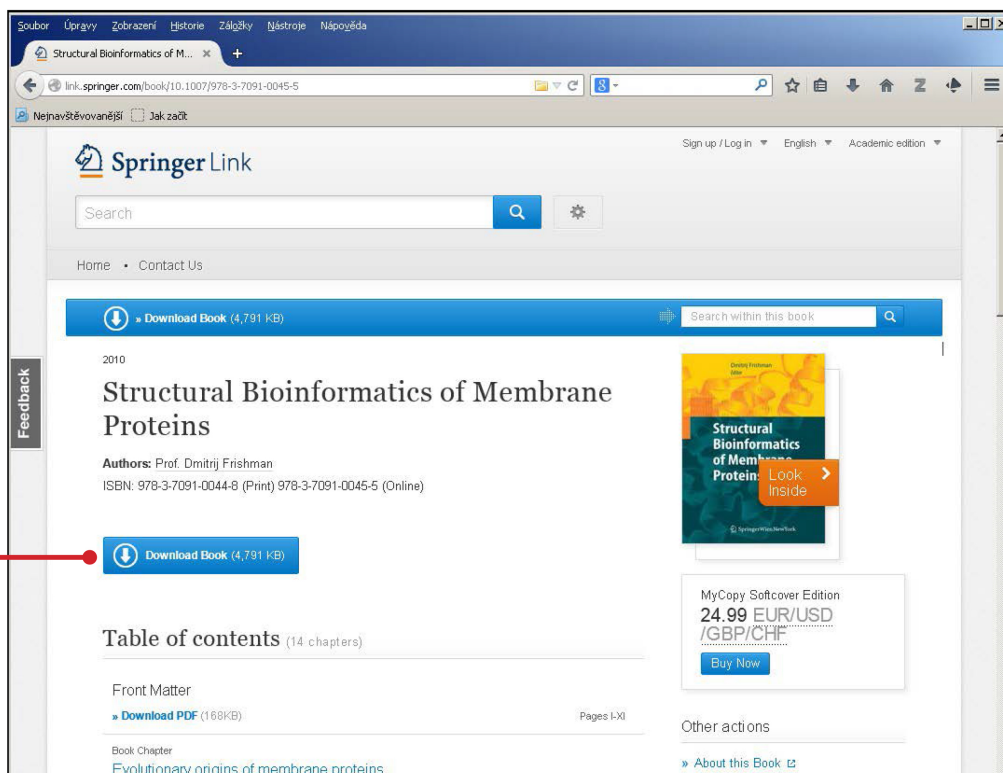 Soubor Úpravy Zobrazení Historie Záložky Nástroje Nápověda
Structural Bioinformatics of M... × +
link.springer.com/book/10.1007/978-3-7091-0045-5
Nejnavštěvovanější Jak začít
Sign up / Log in English Academic edition
Springer Link
Search
Home • Contact Us
» Download Book (4,791 KB)
Search within this book
Feedback
2010
Structural Bioinformatics of Membrane
Proteins
Authors: Prof. Dmitrij Frishman
ISBN: 978-3-7091-0044-8 (Print) 978-3-7091-0045-5 (Online)
Download Book (4,791 KB)
Dmitrij Frishman
Editor
Structural
Bioinformatics
of Membrane
Proteins
Look
Inside
SpringerWienNewYork
MyCopy Softcover Edition
24.99 EUR/USD
/GBP/CHF
Buy Now
Table of contents (14 chapters)
Front Matter
» Download PDF (168KB)
Pages I-XI
Book Chapter
Evolutionary origins of membrane proteins
Other actions
» About this Book